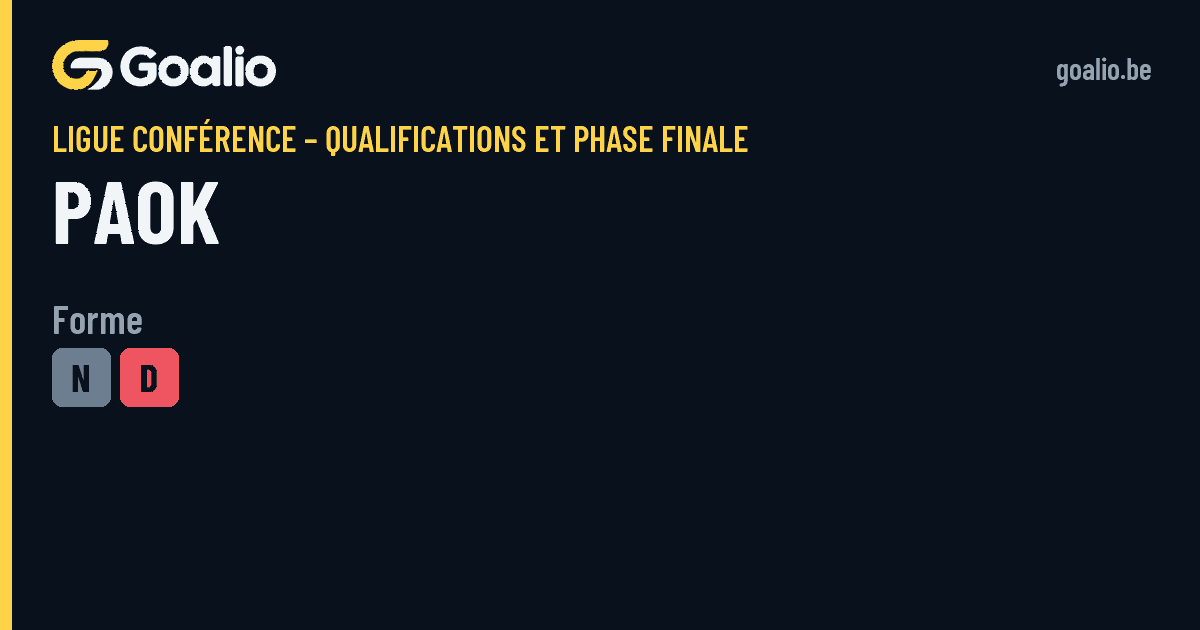 Goalio
goalio.be
LIGUE CONFÉRENCE – QUALIFICATIONS ET PHASE FINALE
PAOK
Forme
N D